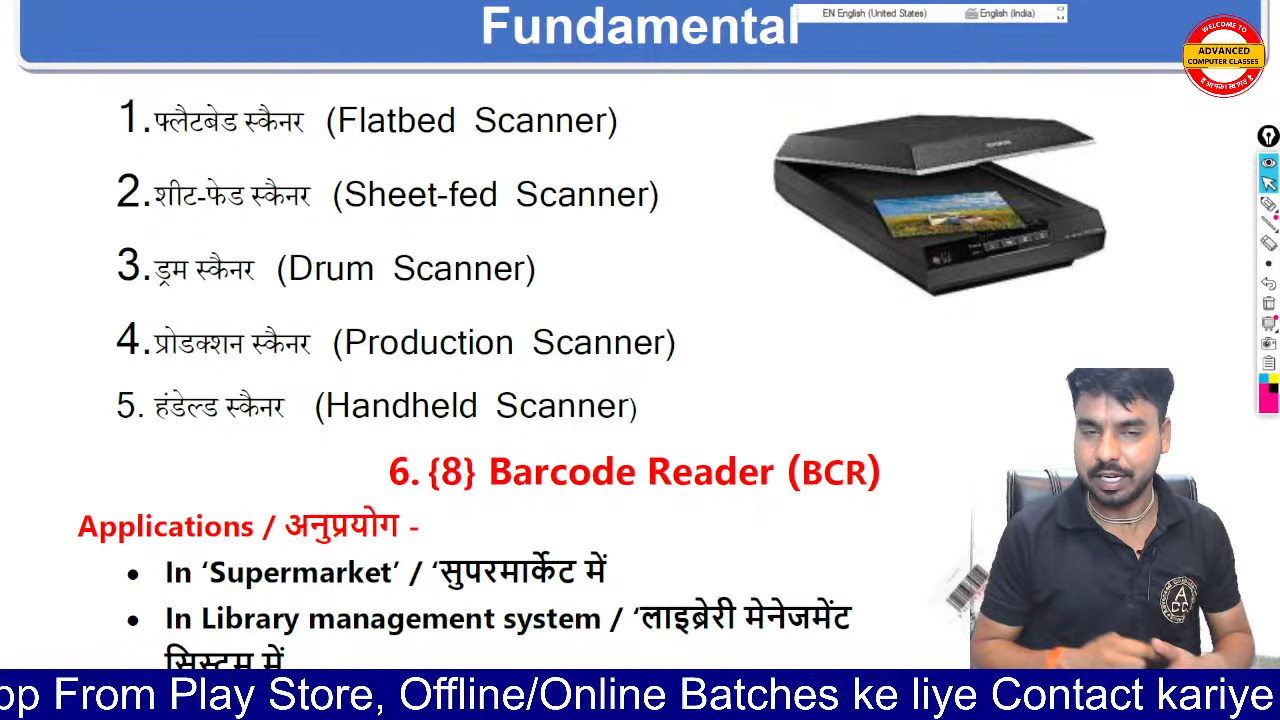 Fundamental
EN English (United States)
English (India)
WELCOME TO
ADVANCED
COMPUTER CLASSES
1. फ्लैटबेड स्कैनर (Flatbed Scanner)
2. शीट-फेड स्कैनर (Sheet-fed Scanner)
3. ड्रम स्कैनर (Drum Scanner)
4. प्रोडक्शन स्कैनर (Production Scanner)
5. हंडेल्ड स्कैनर (Handheld Scanner)
6. {8} Barcode Reader (BCR)
Applications / अनुप्रयोग -
• In ‘Supermarket’ / ‘सुपरमार्केट में
• In Library management system / ‘लाइब्रेरी मेनेजमेंट
सिस्टम में
pp From Play Store, Offline/Online Batches ke liye Contact kariye